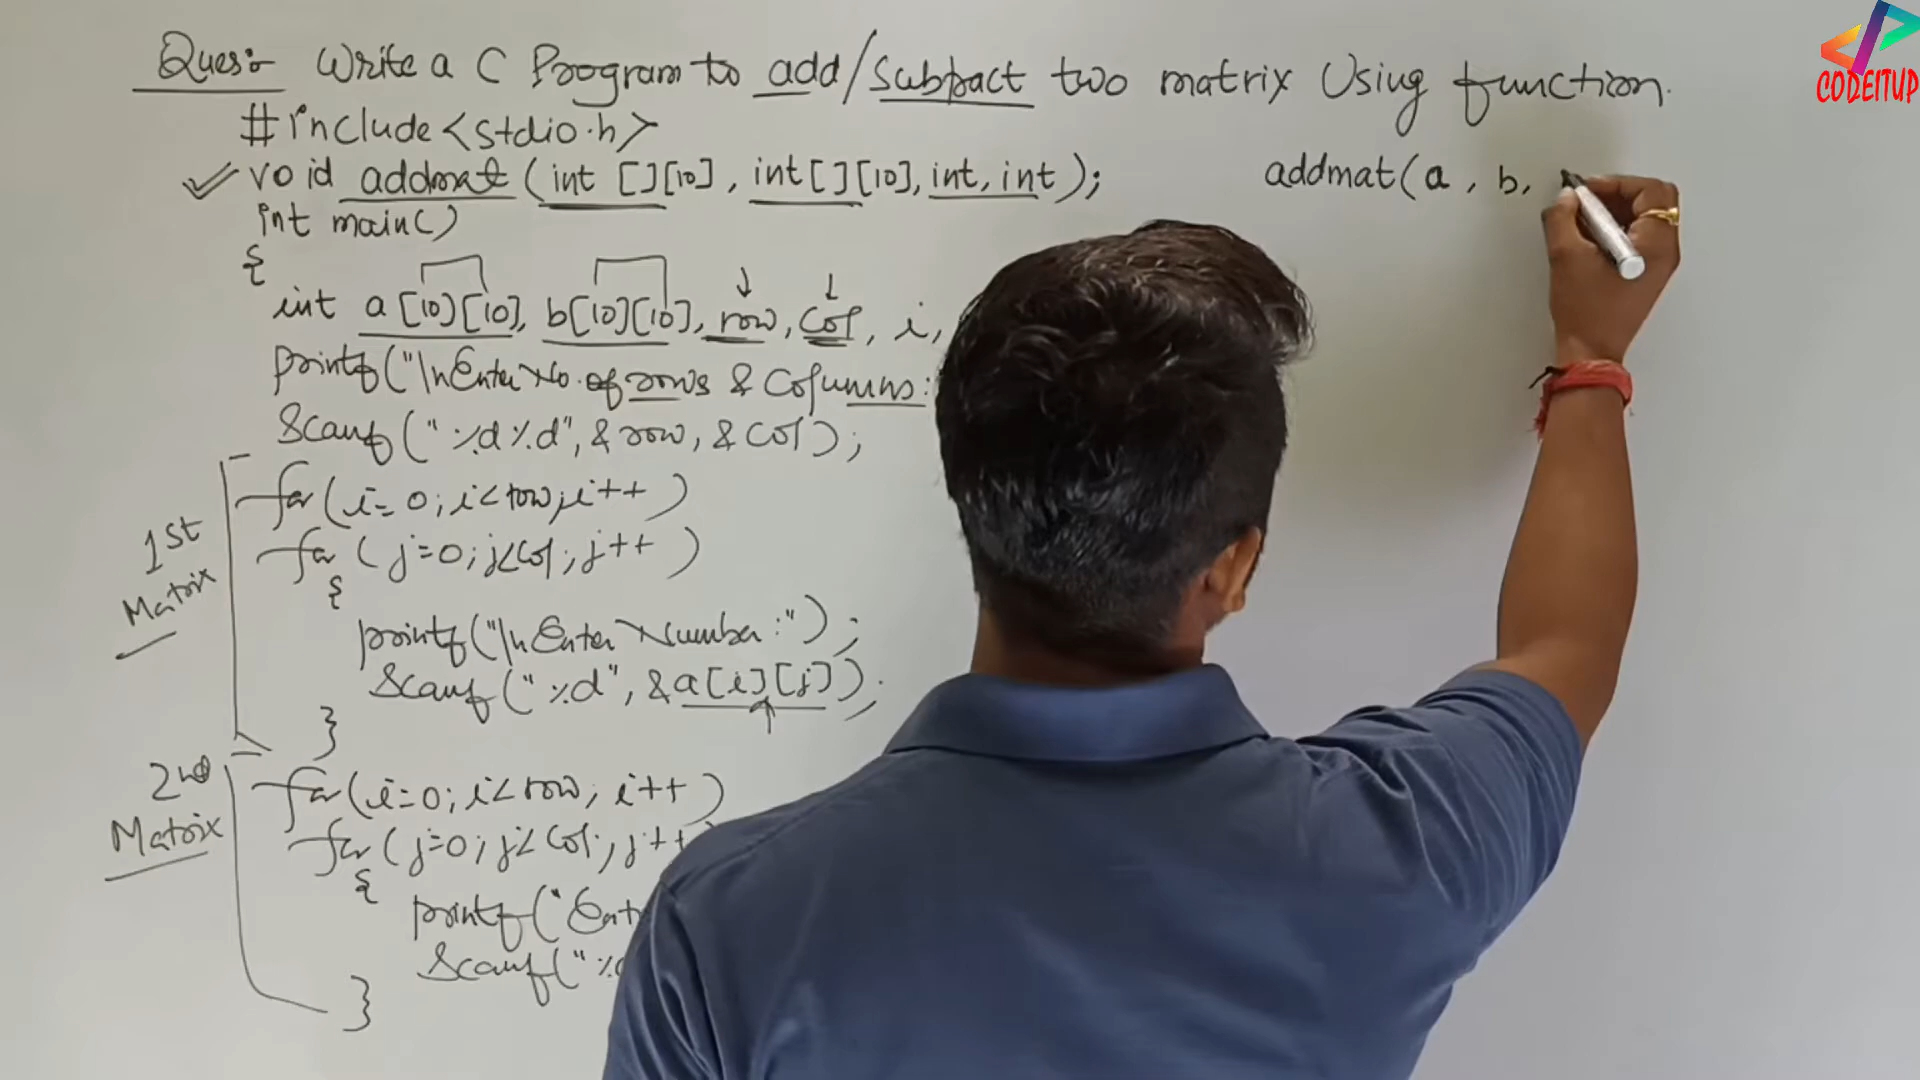 Ques:- Write a C Program to add/Subtract two matrix Using function.
#include<stdio.h>
void addmat (int [][10], int[][10], int, int);
int main()
{
int a[10][10], b[10][10], row, col, i,
printf("\nEnter No. of rows & Columns:
Scanf("%d%d", &row, &col);
for(i=0; i<row; i++)
for(j=0; j<col; j++)
{
printf("\nEnter Number:");
Scanf("%d", &a[i][j]);
}
1st
Matrix
for(i=0; i<row; i++)
for(j=0; j<col; j++
{
printf("Ent
Scanf("%
}
2nd
Matrix
addmat(a, b,
CODEITUP